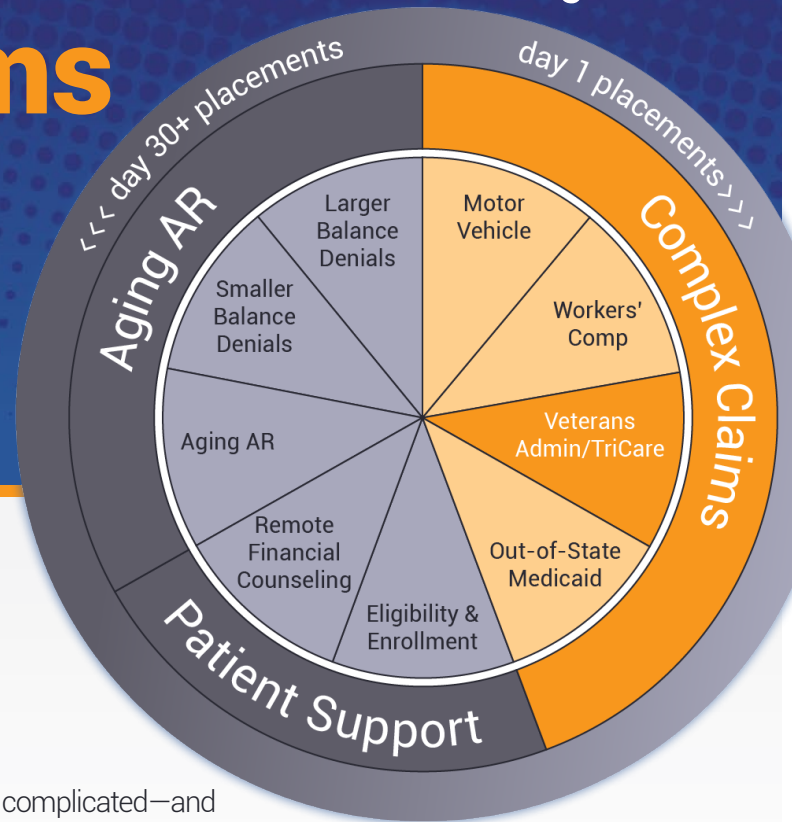 ms
<<< day 30+ placements
day 1 placements >>>
Aging AR
Complex Claims
Patient Support
Larger
Balance
Denials
Motor
Vehicle
Smaller
Balance
Denials
Workers'
Comp
Aging AR
Veterans
Admin/TriCare
Remote
Financial
Counseling
Out-of-State
Medicaid
Eligibility &
Enrollment
complicated—and